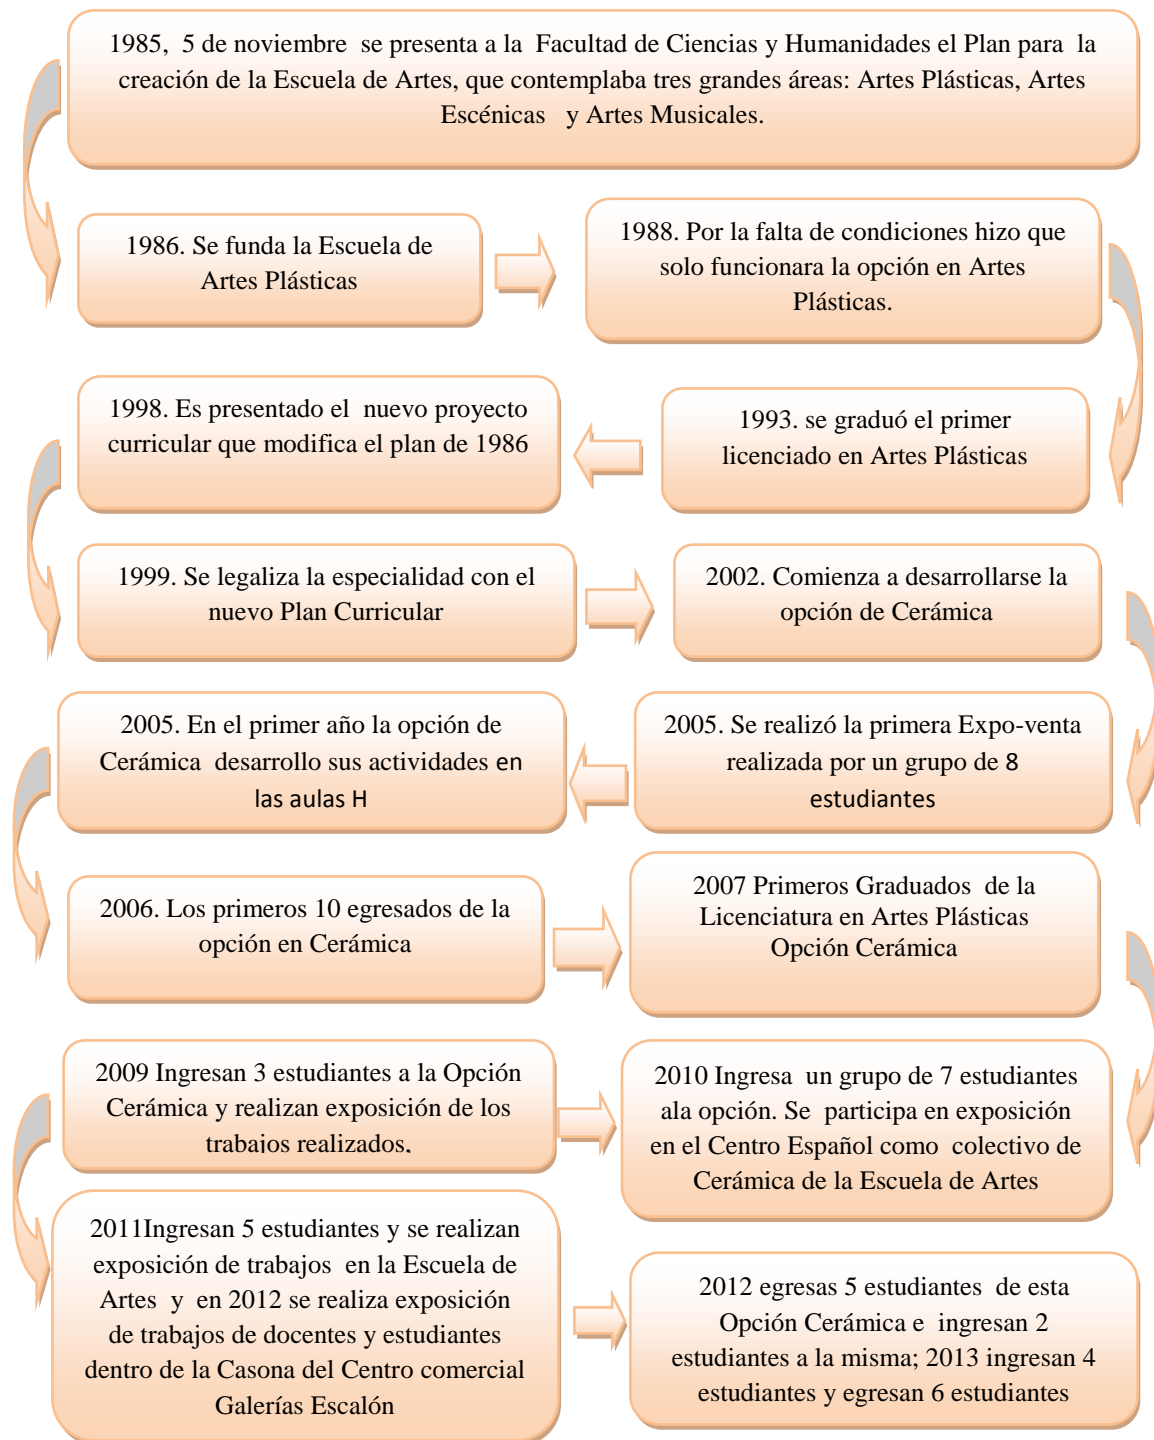 1985, 5 de noviembre se presenta a la Facultad de Ciencias y Humanidades el Plan para la
creación de la Escuela de Artes, que contemplaba tres grandes áreas: Artes Plásticas, Artes
Escénicas y Artes Musicales.
1986. Se funda la Escuela de
Artes Plásticas
1988. Por la falta de condiciones hizo que
solo funcionara la opción en Artes
Plásticas.
1993. se graduó el primer
licenciado en Artes Plásticas
1998. Es presentado el nuevo proyecto
curricular que modifica el plan de 1986
1999. Se legaliza la especialidad con el
nuevo Plan Curricular
2002. Comienza a desarrollarse la
opción de Cerámica
2005. Se realizó la primera Expo-venta
realizada por un grupo de 8
estudiantes
2005. En el primer año la opción de
Cerámica desarrollo sus actividades en
las aulas H
2006. Los primeros 10 egresados de la
opción en Cerámica
2007 Primeros Graduados de la
Licenciatura en Artes Plásticas
Opción Cerámica
2009 Ingresan 3 estudiantes a la Opción
Cerámica y realizan exposición de los
trabajos realizados.
2010 Ingresa un grupo de 7 estudiantes
ala opción. Se participa en exposición
en el Centro Español como colectivo de
Cerámica de la Escuela de Artes
2011Ingresan 5 estudiantes y se realizan
exposición de trabajos en la Escuela de
Artes y en 2012 se realiza exposición
de trabajos de docentes y estudiantes
dentro de la Casona del Centro comercial
Galerías Escalón
2012 egresas 5 estudiantes de esta
Opción Cerámica e ingresan 2
estudiantes a la misma; 2013 ingresan 4
estudiantes y egresan 6 estudiantes